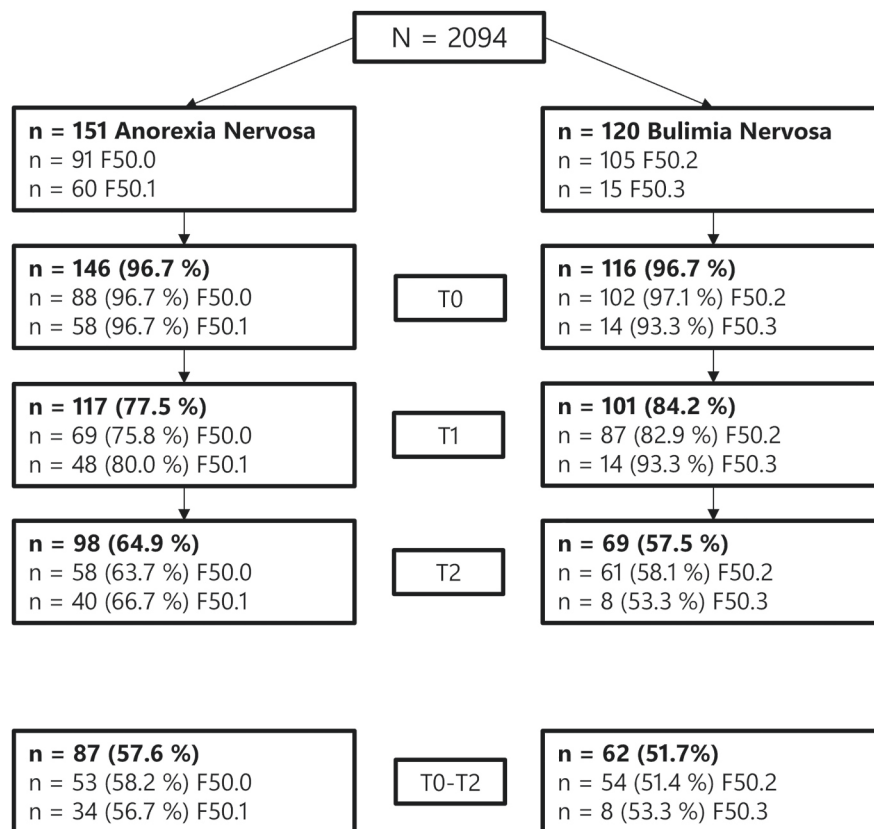 N = 2094
n = 151 Anorexia Nervosa
n = 91 F50.0
n = 60 F50.1
n = 120 Bulimia Nervosa
n = 105 F50.2
n = 15 F50.3
n = 146 (96.7 %)
n = 88 (96.7 %) F50.0
n = 58 (96.7 %) F50.1
T0
n = 116 (96.7 %)
n = 102 (97.1 %) F50.2
n = 14 (93.3 %) F50.3
n = 117 (77.5 %)
n = 69 (75.8 %) F50.0
n = 48 (80.0 %) F50.1
T1
n = 101 (84.2 %)
n = 87 (82.9 %) F50.2
n = 14 (93.3 %) F50.3
n = 98 (64.9 %)
n = 58 (63.7 %) F50.0
n = 40 (66.7 %) F50.1
T2
n = 69 (57.5 %)
n = 61 (58.1 %) F50.2
n = 8 (53.3 %) F50.3
n = 87 (57.6 %)
n = 53 (58.2 %) F50.0
n = 34 (56.7 %) F50.1
T0-T2
n = 62 (51.7%)
n = 54 (51.4 %) F50.2
n = 8 (53.3 %) F50.3